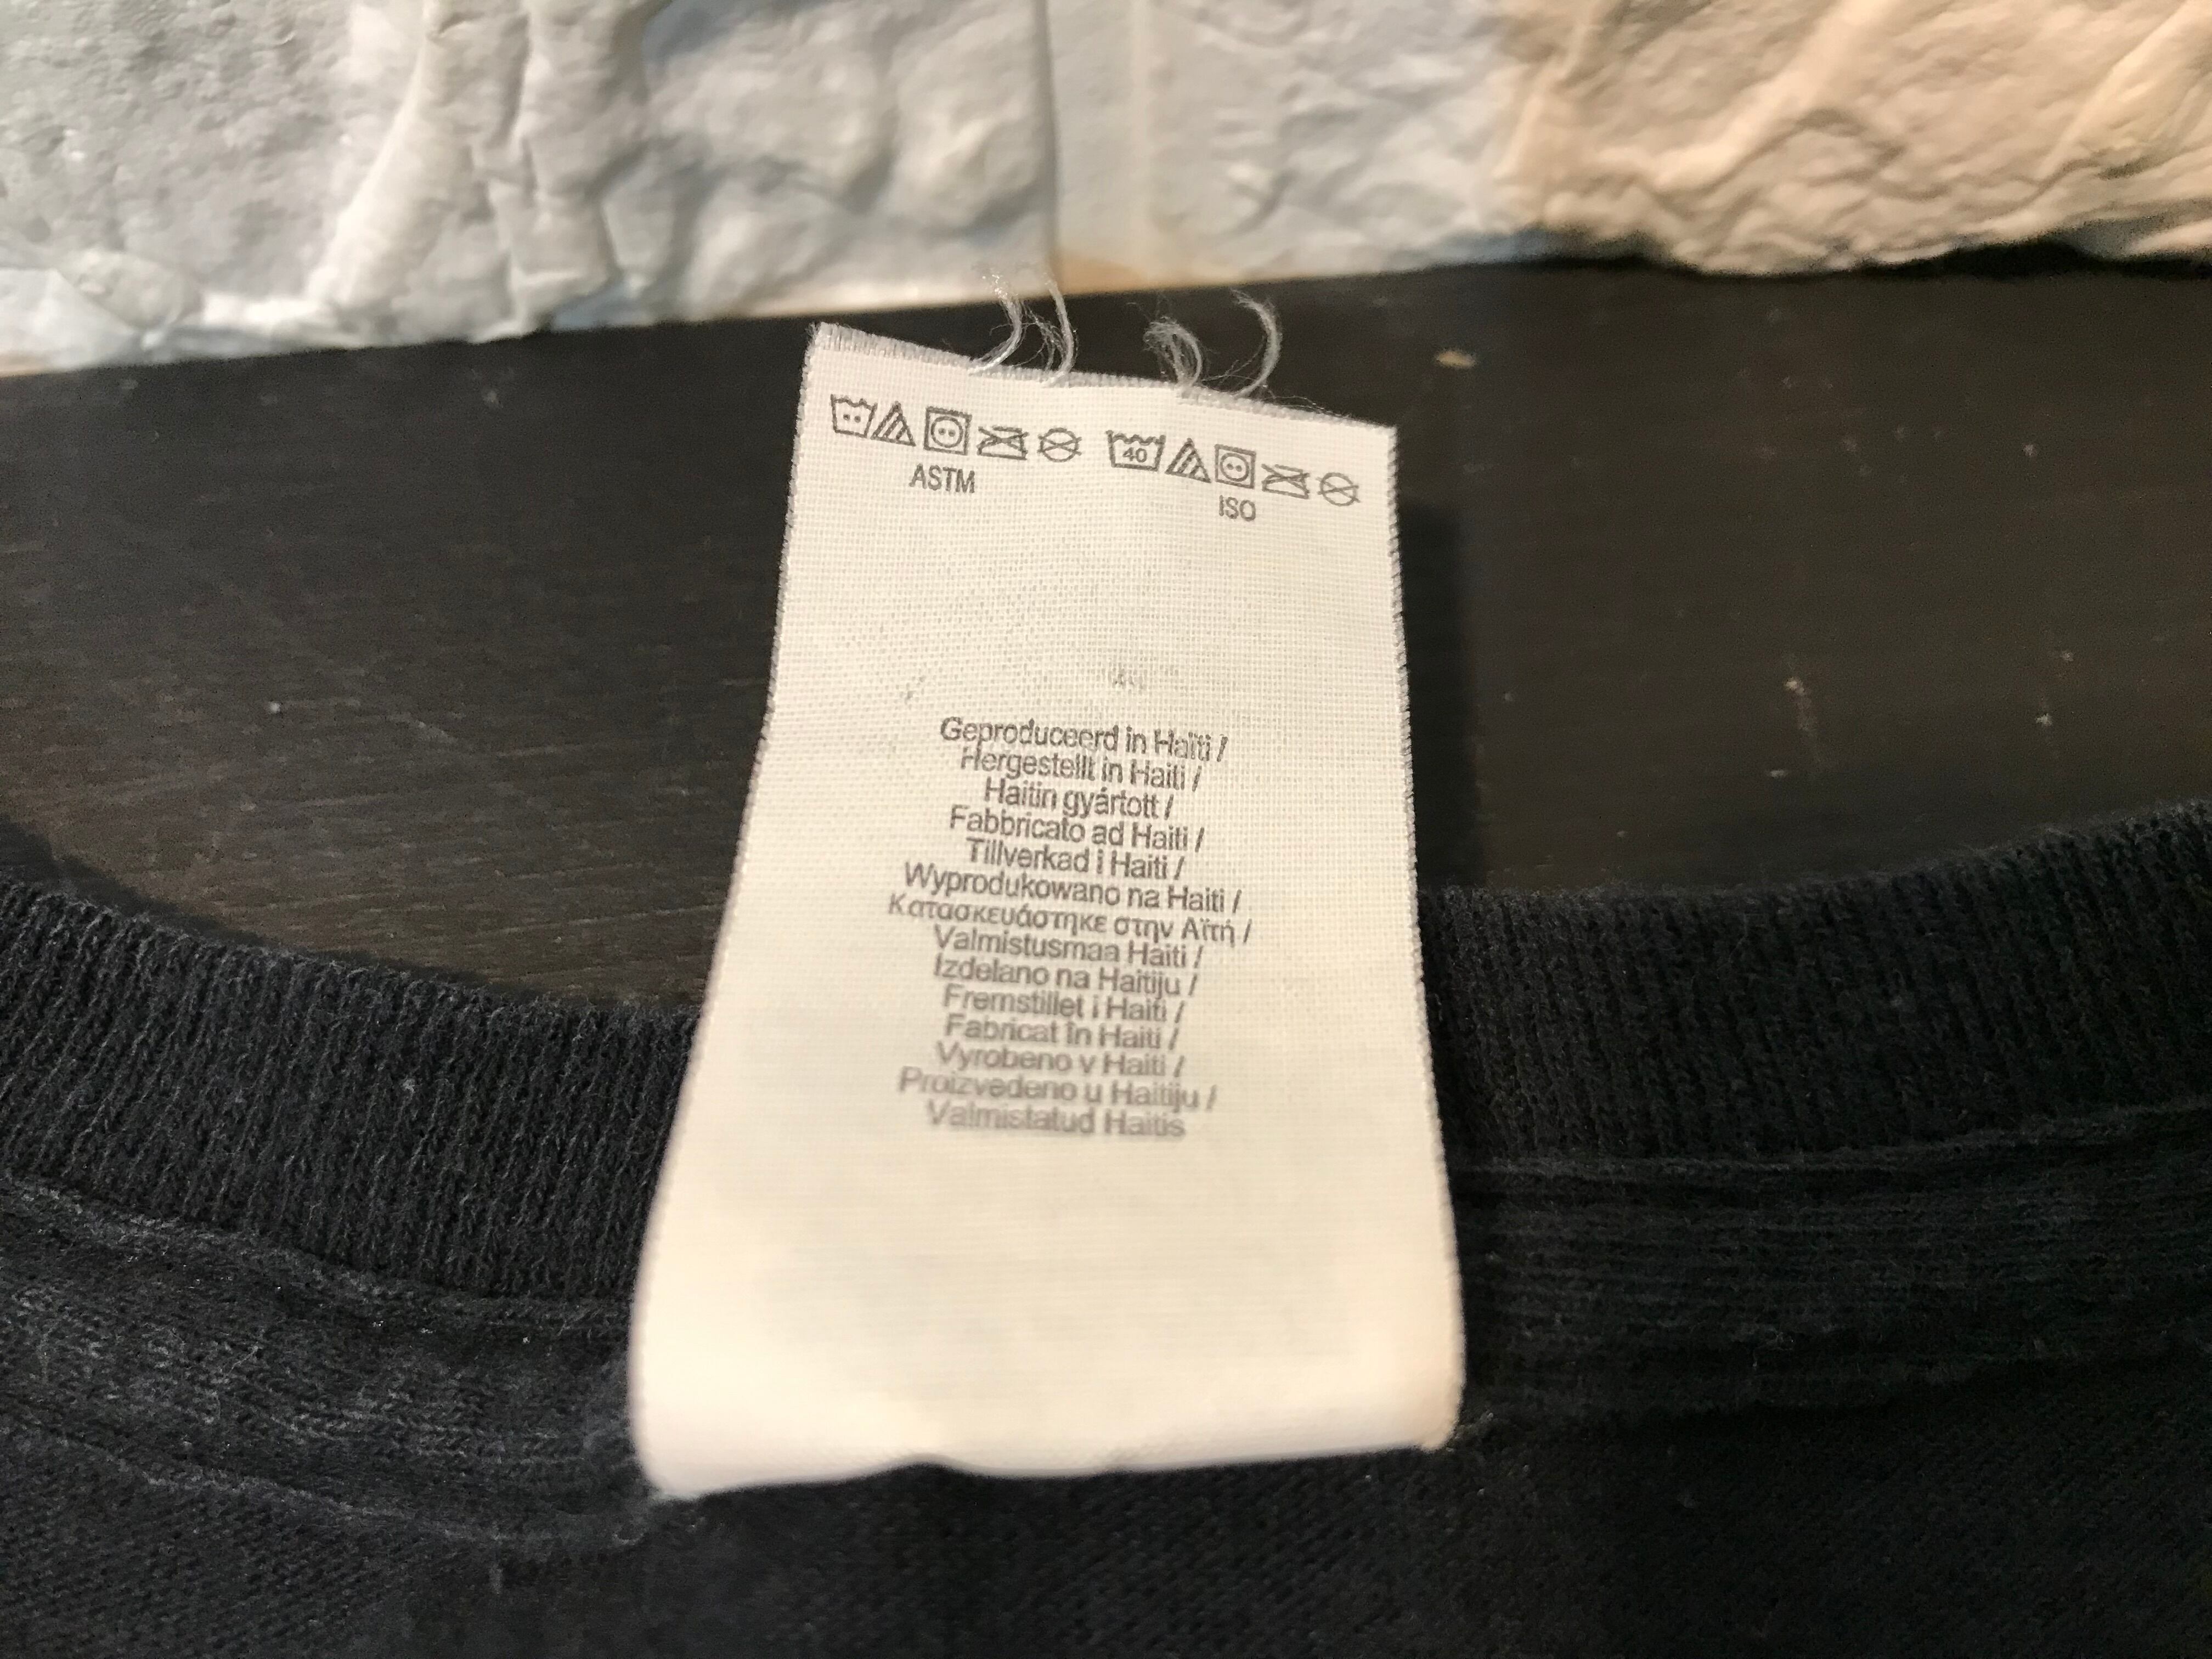 40
ASTM
ISO
Geproduceerd in Haïti /
Hergestellt in Haiti /
Haitin gyártott /
Fabbricato ad Haiti /
Tillverkad i Haiti /
Wyprodukowano na Haiti /
Κατασκευάστηκε στην Αϊτή /
Valmistusmaa Haiti /
Izdelano na Haitiju /
Fremstillet i Haiti /
Fabricat în Haiti /
Vyrobeno v Haiti /
Proizvedeno u Haitiju /
Valmistatud Haitis